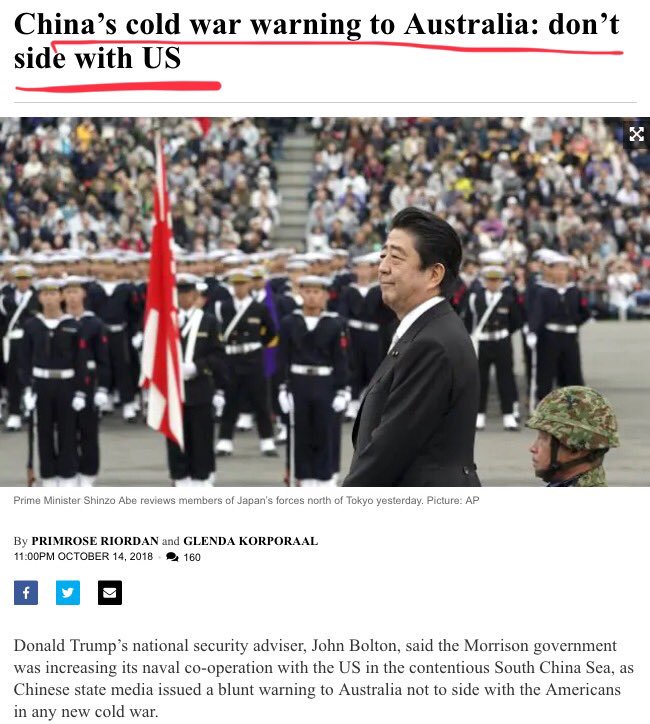 China’s cold war warning to Australia: don’t
side with US
Prime Minister Shinzo Abe reviews members of Japan’s forces north of Tokyo yesterday. Picture: AP
By PRIMROSE RIORDAN and GLENDA KORPORAAL
11:00PM OCTOBER 14, 2018 · 160
Donald Trump’s national security adviser, John Bolton, said the Morrison government
was increasing its naval co-operation with the US in the contentious South China Sea, as
Chinese state media issued a blunt warning to Australia not to side with the Americans
in any new cold war.